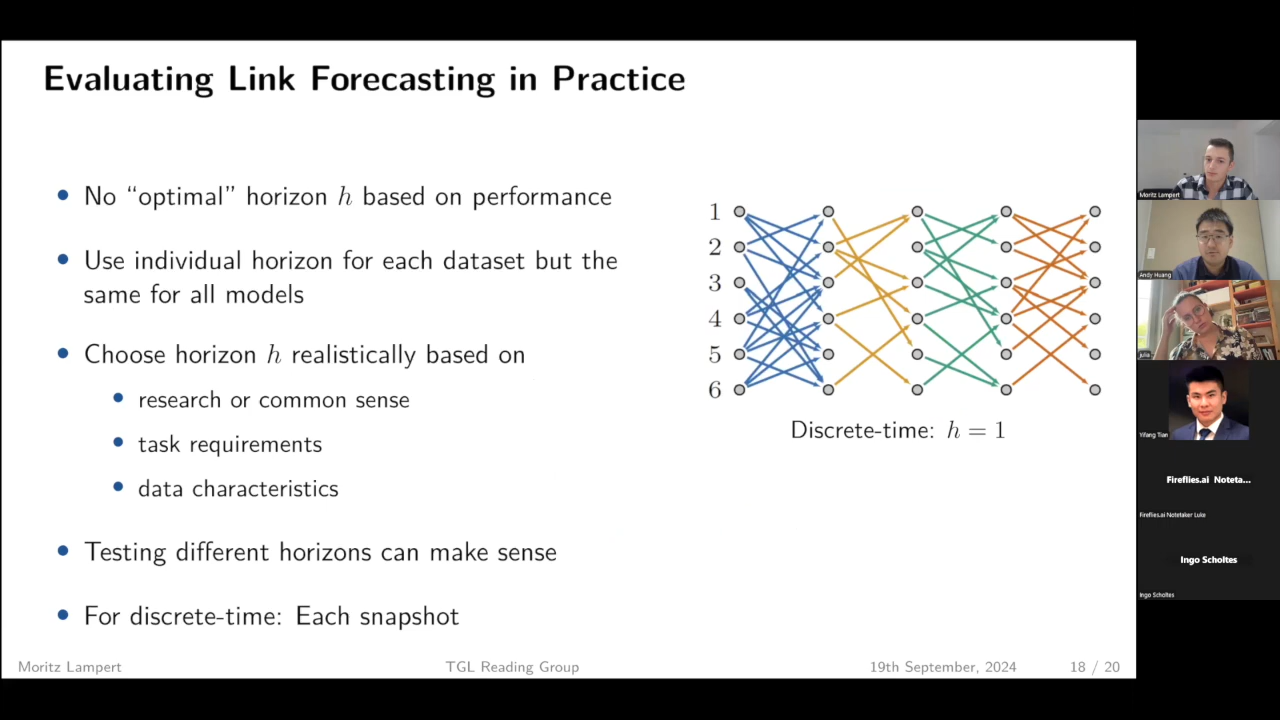 Evaluating Link Forecasting in Practice
No “optimal” horizon h based on performance
Use individual horizon for each dataset but the
same for all models
Choose horizon h realistically based on
research or common sense
task requirements
data characteristics
Testing different horizons can make sense
For discrete-time: Each snapshot
1
2
3
4
5
6
Discrete-time: h = 1
Moritz Lampert
TGL Reading Group
19th September, 2024
18 / 20
Moritz Lampert
Andy Huang
julia
Yifang Tian
Fireflies.ai Noteta...
Fireflies.ai Notetaker Luke
Ingo Scholtes
Ingo Scholtes